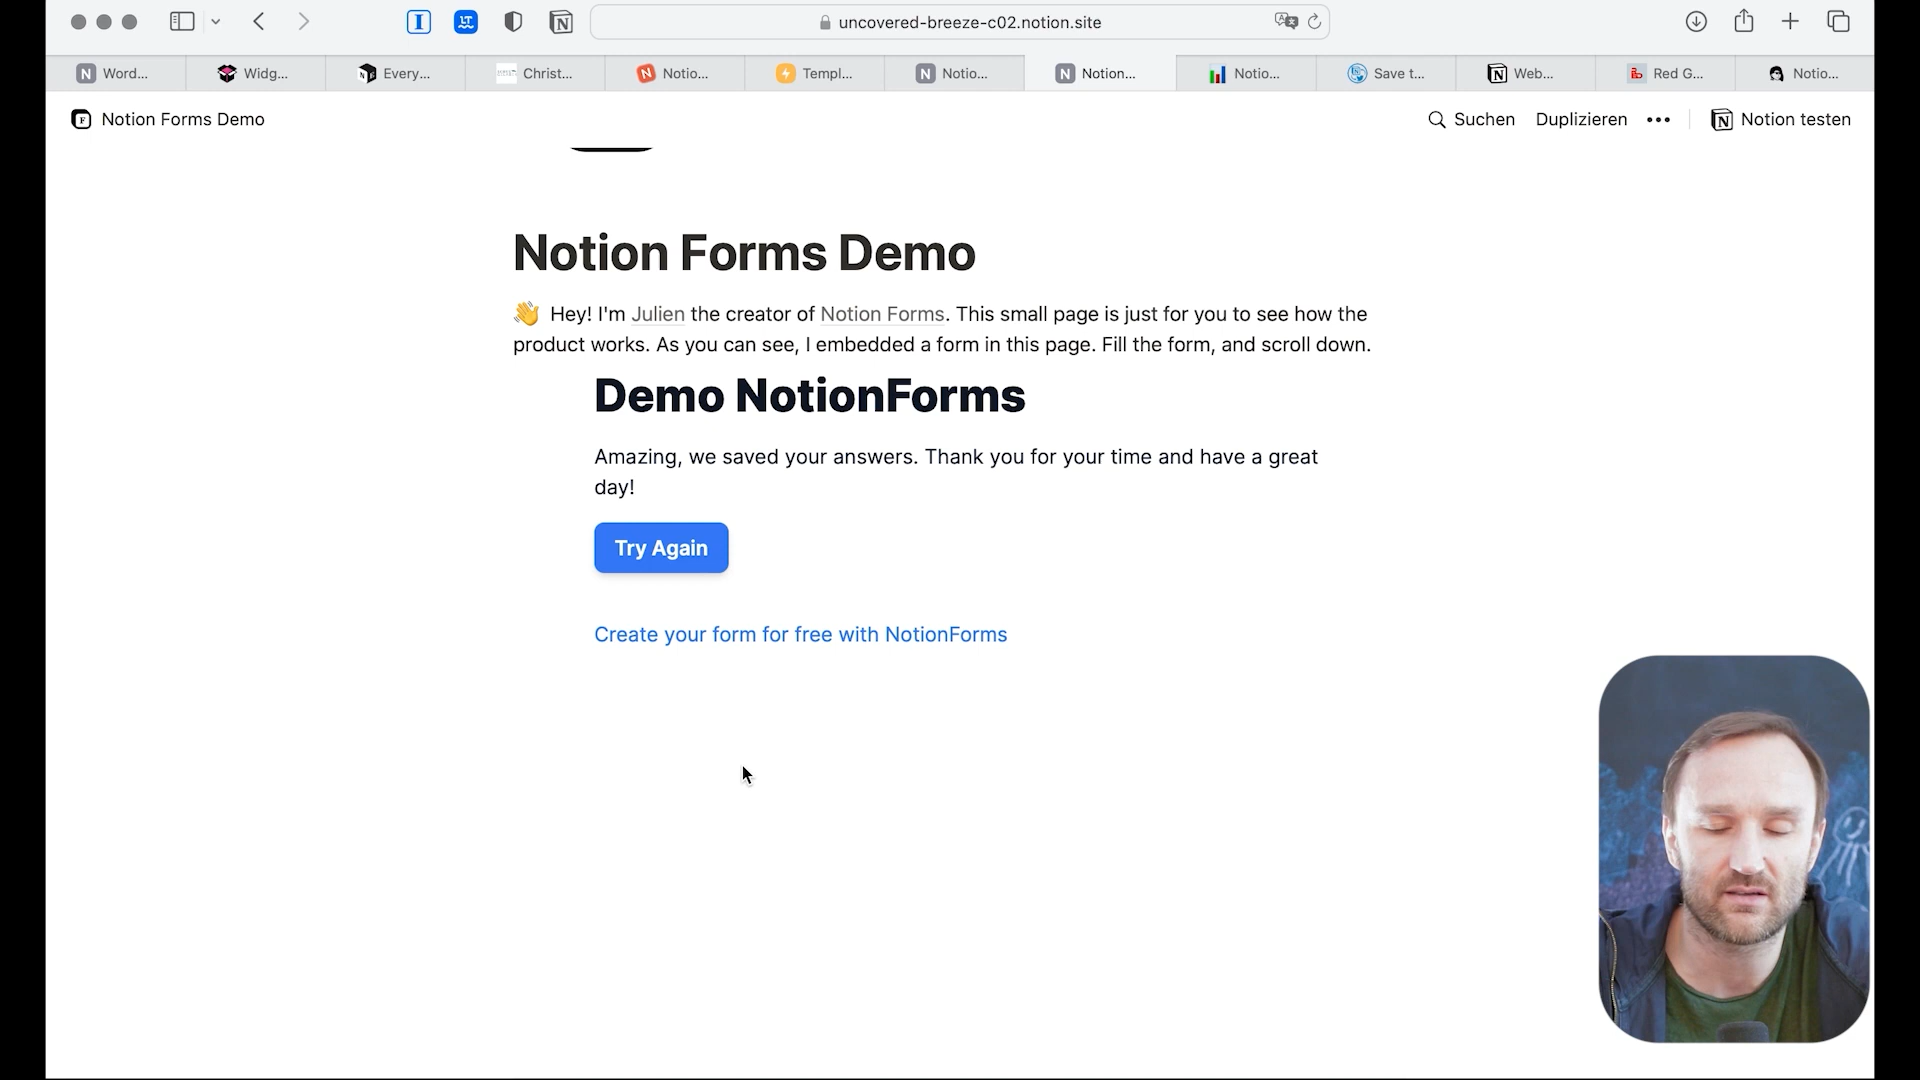 uncovered-breeze-c02.notion.site
Word...
Widg...
Every...
Christ...
Notio...
Templ...
Notio...
Notion...
Notio...
Save t...
Web...
Red G...
Notio...
Notion Forms Demo
Suchen
Duplizieren
Notion testen
Notion Forms Demo
👋 Hey! I'm Julien the creator of Notion Forms. This small page is just for you to see how the
product works. As you can see, I embedded a form in this page. Fill the form, and scroll down.
Demo NotionForms
Amazing, we saved your answers. Thank you for your time and have a great
day!
Try Again
Create your form for free with NotionForms